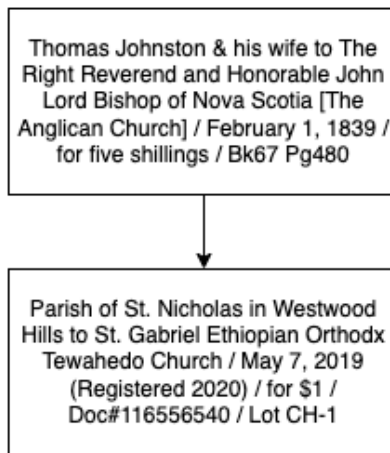 Thomas Johnston & his wife to The
Right Reverend and Honorable John
Lord Bishop of Nova Scotia [The
Anglican Church] / February 1, 1839 /
for five shillings / Bk67 Pg480
Parish of St. Nicholas in Westwood
Hills to St. Gabriel Ethiopian Orthodx
Tewahedo Church / May 7, 2019
(Registered 2020) / for $1 /
Doc#116556540 / Lot CH-1